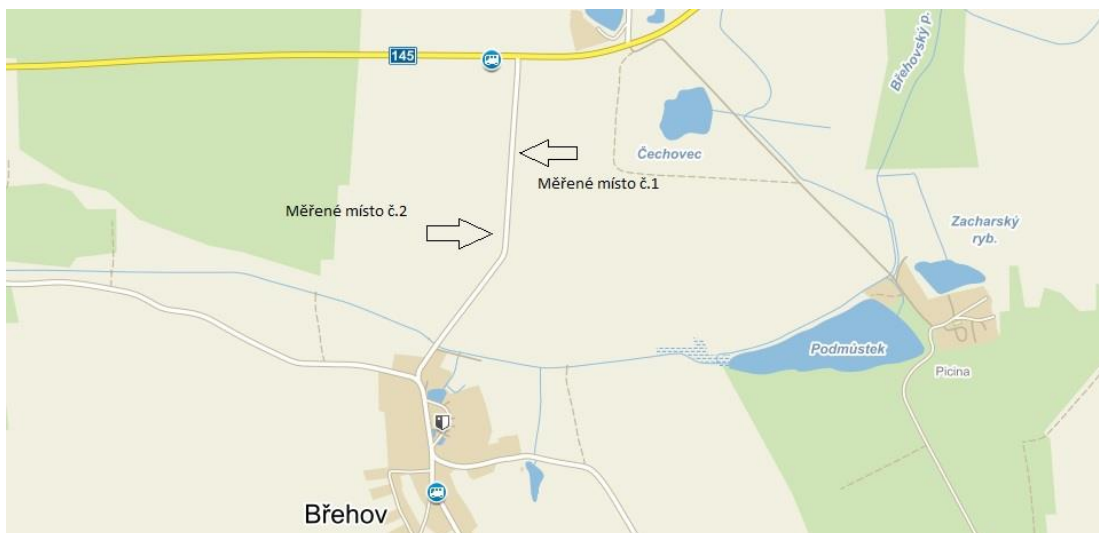 145
Břehovský p.
Čechovec
Měřené místo č.1
Měřené místo č.2
Zacharský
ryb.
Podmůstek
Picina
Břehov